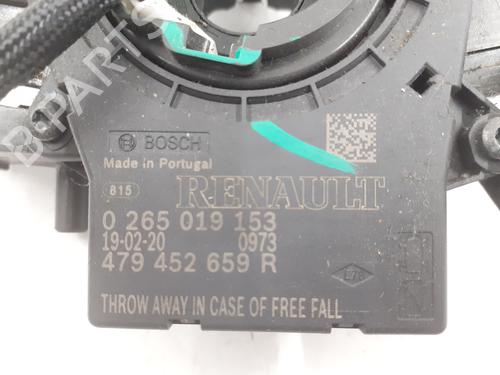 BOSCH
Made in Portugal
815
RENAULT
0 265 019 153
19-02-20 0973
479 452 659 R
THROW AWAY IN CASE OF FREE FALL